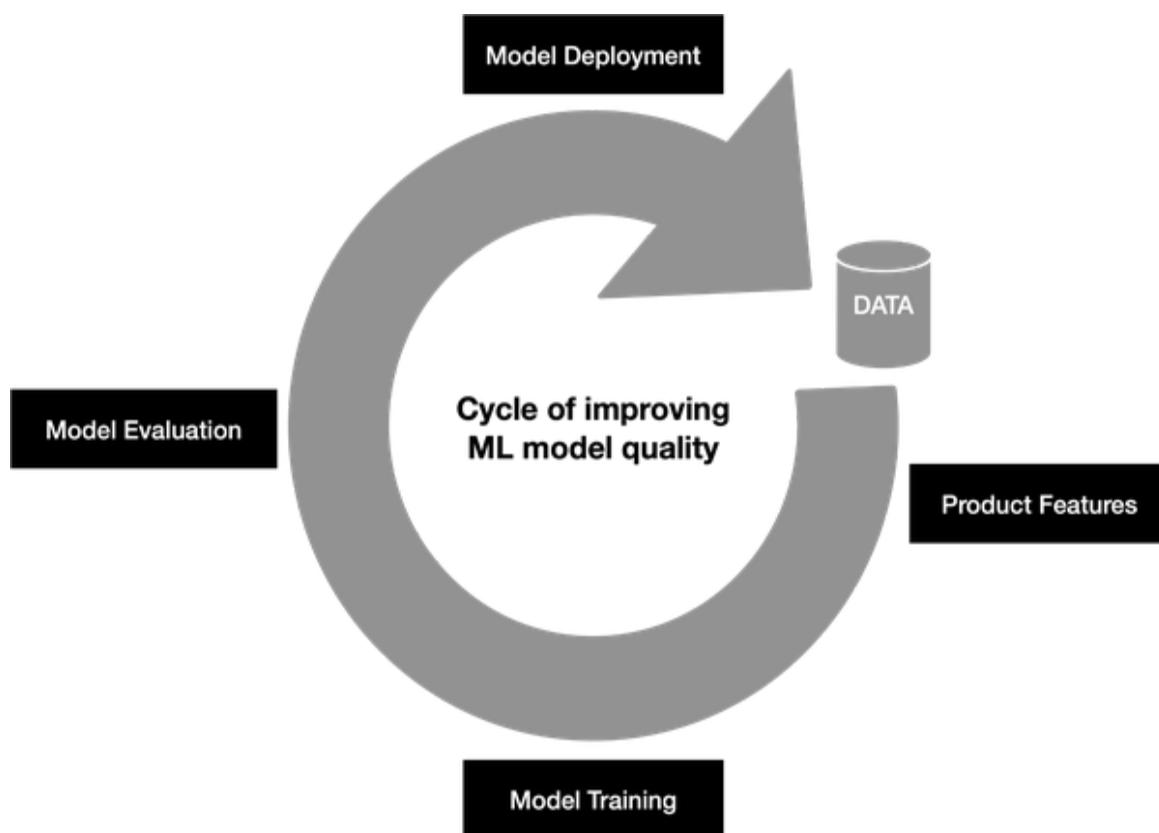 Model Deployment
DATA
Cycle of improving
ML model quality
Model Evaluation
Product Features
Model Training